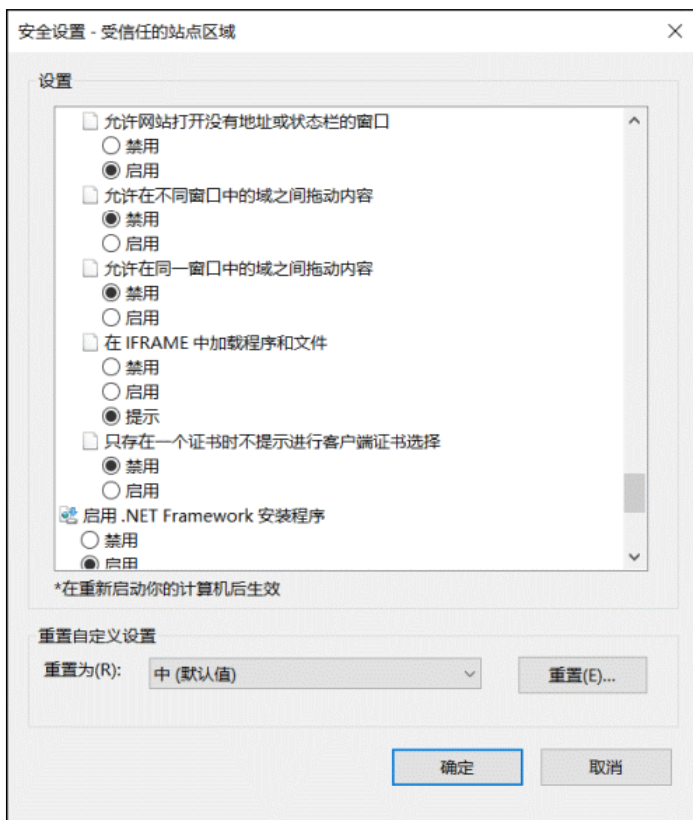 安全设置 - 受信任的站点区域
设置
允许网站打开没有地址或状态栏的窗口
禁用
启用
允许在不同窗口中的域之间拖动内容
禁用
启用
允许在同一窗口中的域之间拖动内容
禁用
启用
在 IFRAME 中加载程序和文件
禁用
启用
提示
只存在一个证书时不提示进行客户端证书选择
禁用
启用
启用 .NET Framework 安装程序
禁用
启用
*在重新启动你的计算机后生效
重置自定义设置
重置为(R): 中 (默认值) 重置(E)...
确定 取消